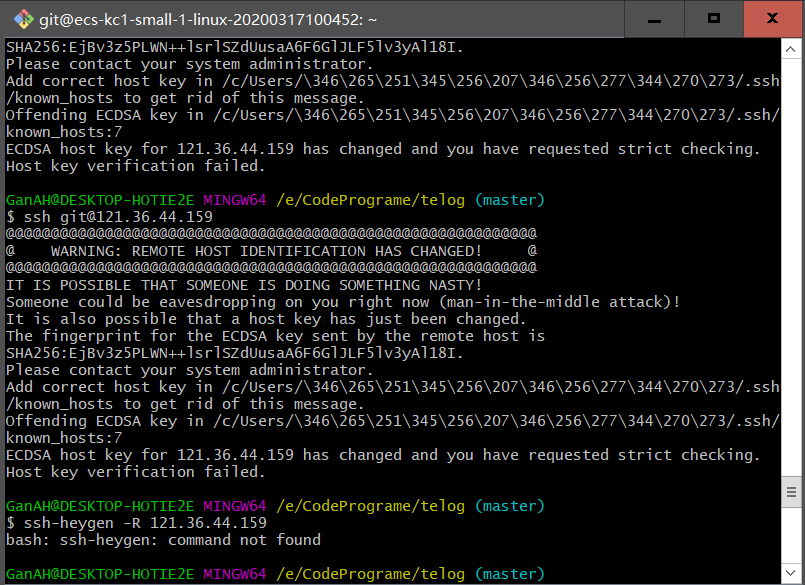 git@ecs-kc1-small-1-linux-20200317100452: ~
SHA256:EjBv3z5PLWN++lsrlSZdUusaA6F6GlJLF5lv3yAl18I.
Please contact your system administrator.
Add correct host key in /c/Users/\346\265\251\345\256\207\346\256\277\344\270\273/.ssh
/known_hosts to get rid of this message.
Offending ECDSA key in /c/Users/\346\265\251\345\256\207\346\256\277\344\270\273/.ssh/
known_hosts:7
ECDSA host key for 121.36.44.159 has changed and you have requested strict checking.
Host key verification failed.
GanAH@DESKTOP-HOTIE2E MINGW64 /e/CodePrograme/telog (master)
$ ssh git@121.36.44.159
@@@@@@@@@@@@@@@@@@@@@@@@@@@@@@@@@@@@@@@@@@@@@@@@@@@@@@@@@@@
@    WARNING: REMOTE HOST IDENTIFICATION HAS CHANGED!     @
@@@@@@@@@@@@@@@@@@@@@@@@@@@@@@@@@@@@@@@@@@@@@@@@@@@@@@@@@@@
IT IS POSSIBLE THAT SOMEONE IS DOING SOMETHING NASTY!
Someone could be eavesdropping on you right now (man-in-the-middle attack)!
It is also possible that a host key has just been changed.
The fingerprint for the ECDSA key sent by the remote host is
SHA256:EjBv3z5PLWN++lsrlSZdUusaA6F6GlJLF5lv3yAl18I.
Please contact your system administrator.
Add correct host key in /c/Users/\346\265\251\345\256\207\346\256\277\344\270\273/.ssh
/known_hosts to get rid of this message.
Offending ECDSA key in /c/Users/\346\265\251\345\256\207\346\256\277\344\270\273/.ssh/
known_hosts:7
ECDSA host key for 121.36.44.159 has changed and you have requested strict checking.
Host key verification failed.
GanAH@DESKTOP-HOTIE2E MINGW64 /e/CodePrograme/telog (master)
$ ssh-heygen -R 121.36.44.159
bash: ssh-heygen: command not found
GanAH@DESKTOP-HOTIE2E MINGW64 /e/CodePrograme/telog (master)